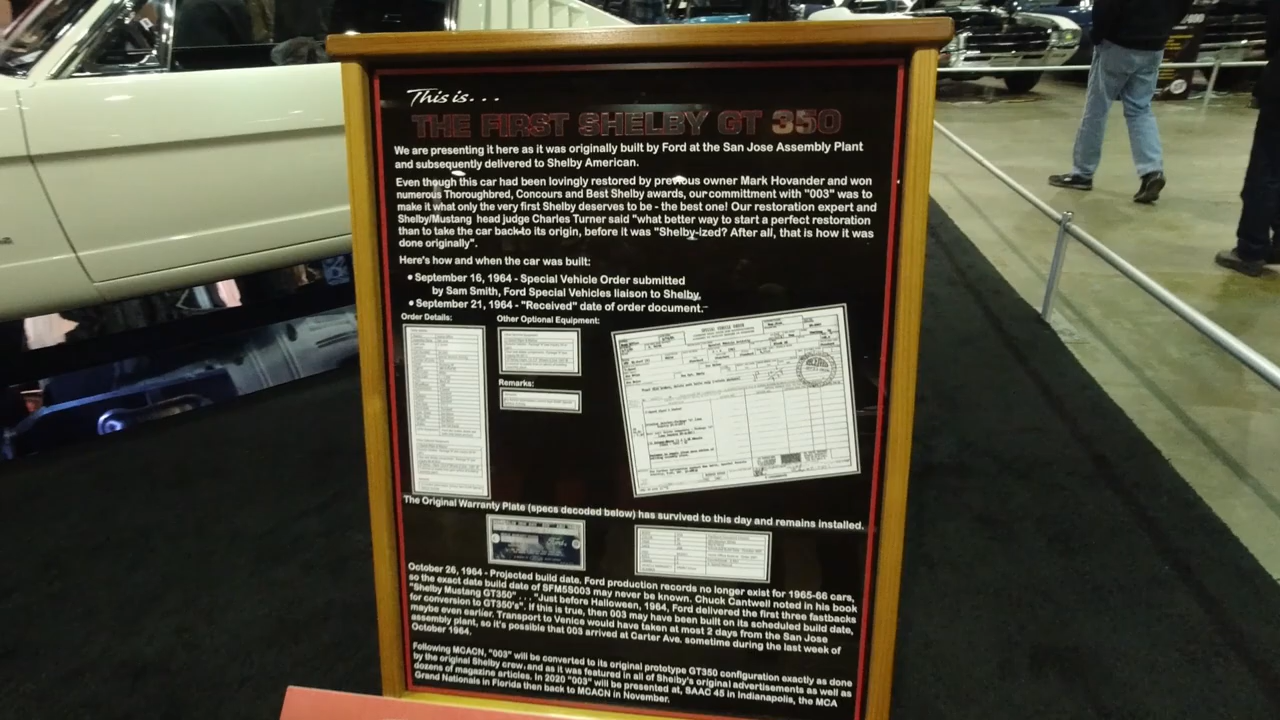 This is...
THE FIRST SHELBY GT 350
We are presenting it here as it was originally built by Ford at the San Jose Assembly Plant
and subsequently delivered to Shelby American.
Even though this car had been lovingly restored by previous owner Mark Hovander and won
numerous Thoroughbred, Concours and Best Shelby awards, our committment with "003" was to
make it what only the very first Shelby deserves to be - the best one! Our restoration expert and
Shelby/Mustang head judge Charles Turner said "what better way to start a perfect restoration
than to take the car back to its origin, before it was "Shelby-ized? After all, that is how it was
done originally".
Here's how and when the car was built:
• September 16, 1964 - Special Vehicle Order submitted
by Sam Smith, Ford Special Vehicles liaison to Shelby,
• September 21, 1964 - "Received" date of order document.
Order Details:
Other Optional Equipment:
Remarks:
SPECIAL VEHICLE ORDER
The Original Warranty Plate (specs decoded below) has survived to this day and remains installed.
October 26, 1964 - Projected build date. Ford production records no longer exist for 1965-66 cars,
so the exact date build date of SFM5S003 may never be known. Chuck Cantwell noted in his book
"Shelby Mustang GT350" . . . "Just before Halloween, 1964, Ford delivered the first three fastbacks
for conversion to GT350's". If this is true, then 003 may have been built on its scheduled build date,
maybe even earlier. Transport to Venice would have taken at most 2 days from the San Jose
assembly plant, so it's possible that 003 arrived at Carter Ave. sometime during the last week of
October 1964.
Following MCACN, "003" will be converted to its original prototype GT350 configuration exactly as done
by the original Shelby crew, and as it was featured in all of Shelby's original advertisements as well as
dozens of magazine articles. In 2020 "003" will be presented at, SAAC 45 in Indianapolis, the MCA
Grand Nationals in Florida then back to MCACN in November.